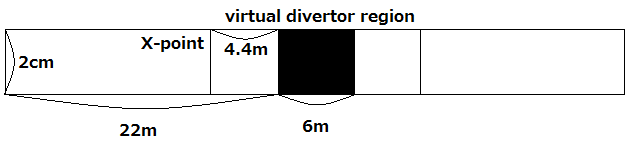 virtual divertor region
X-point
4.4m
2cm
22m
6m